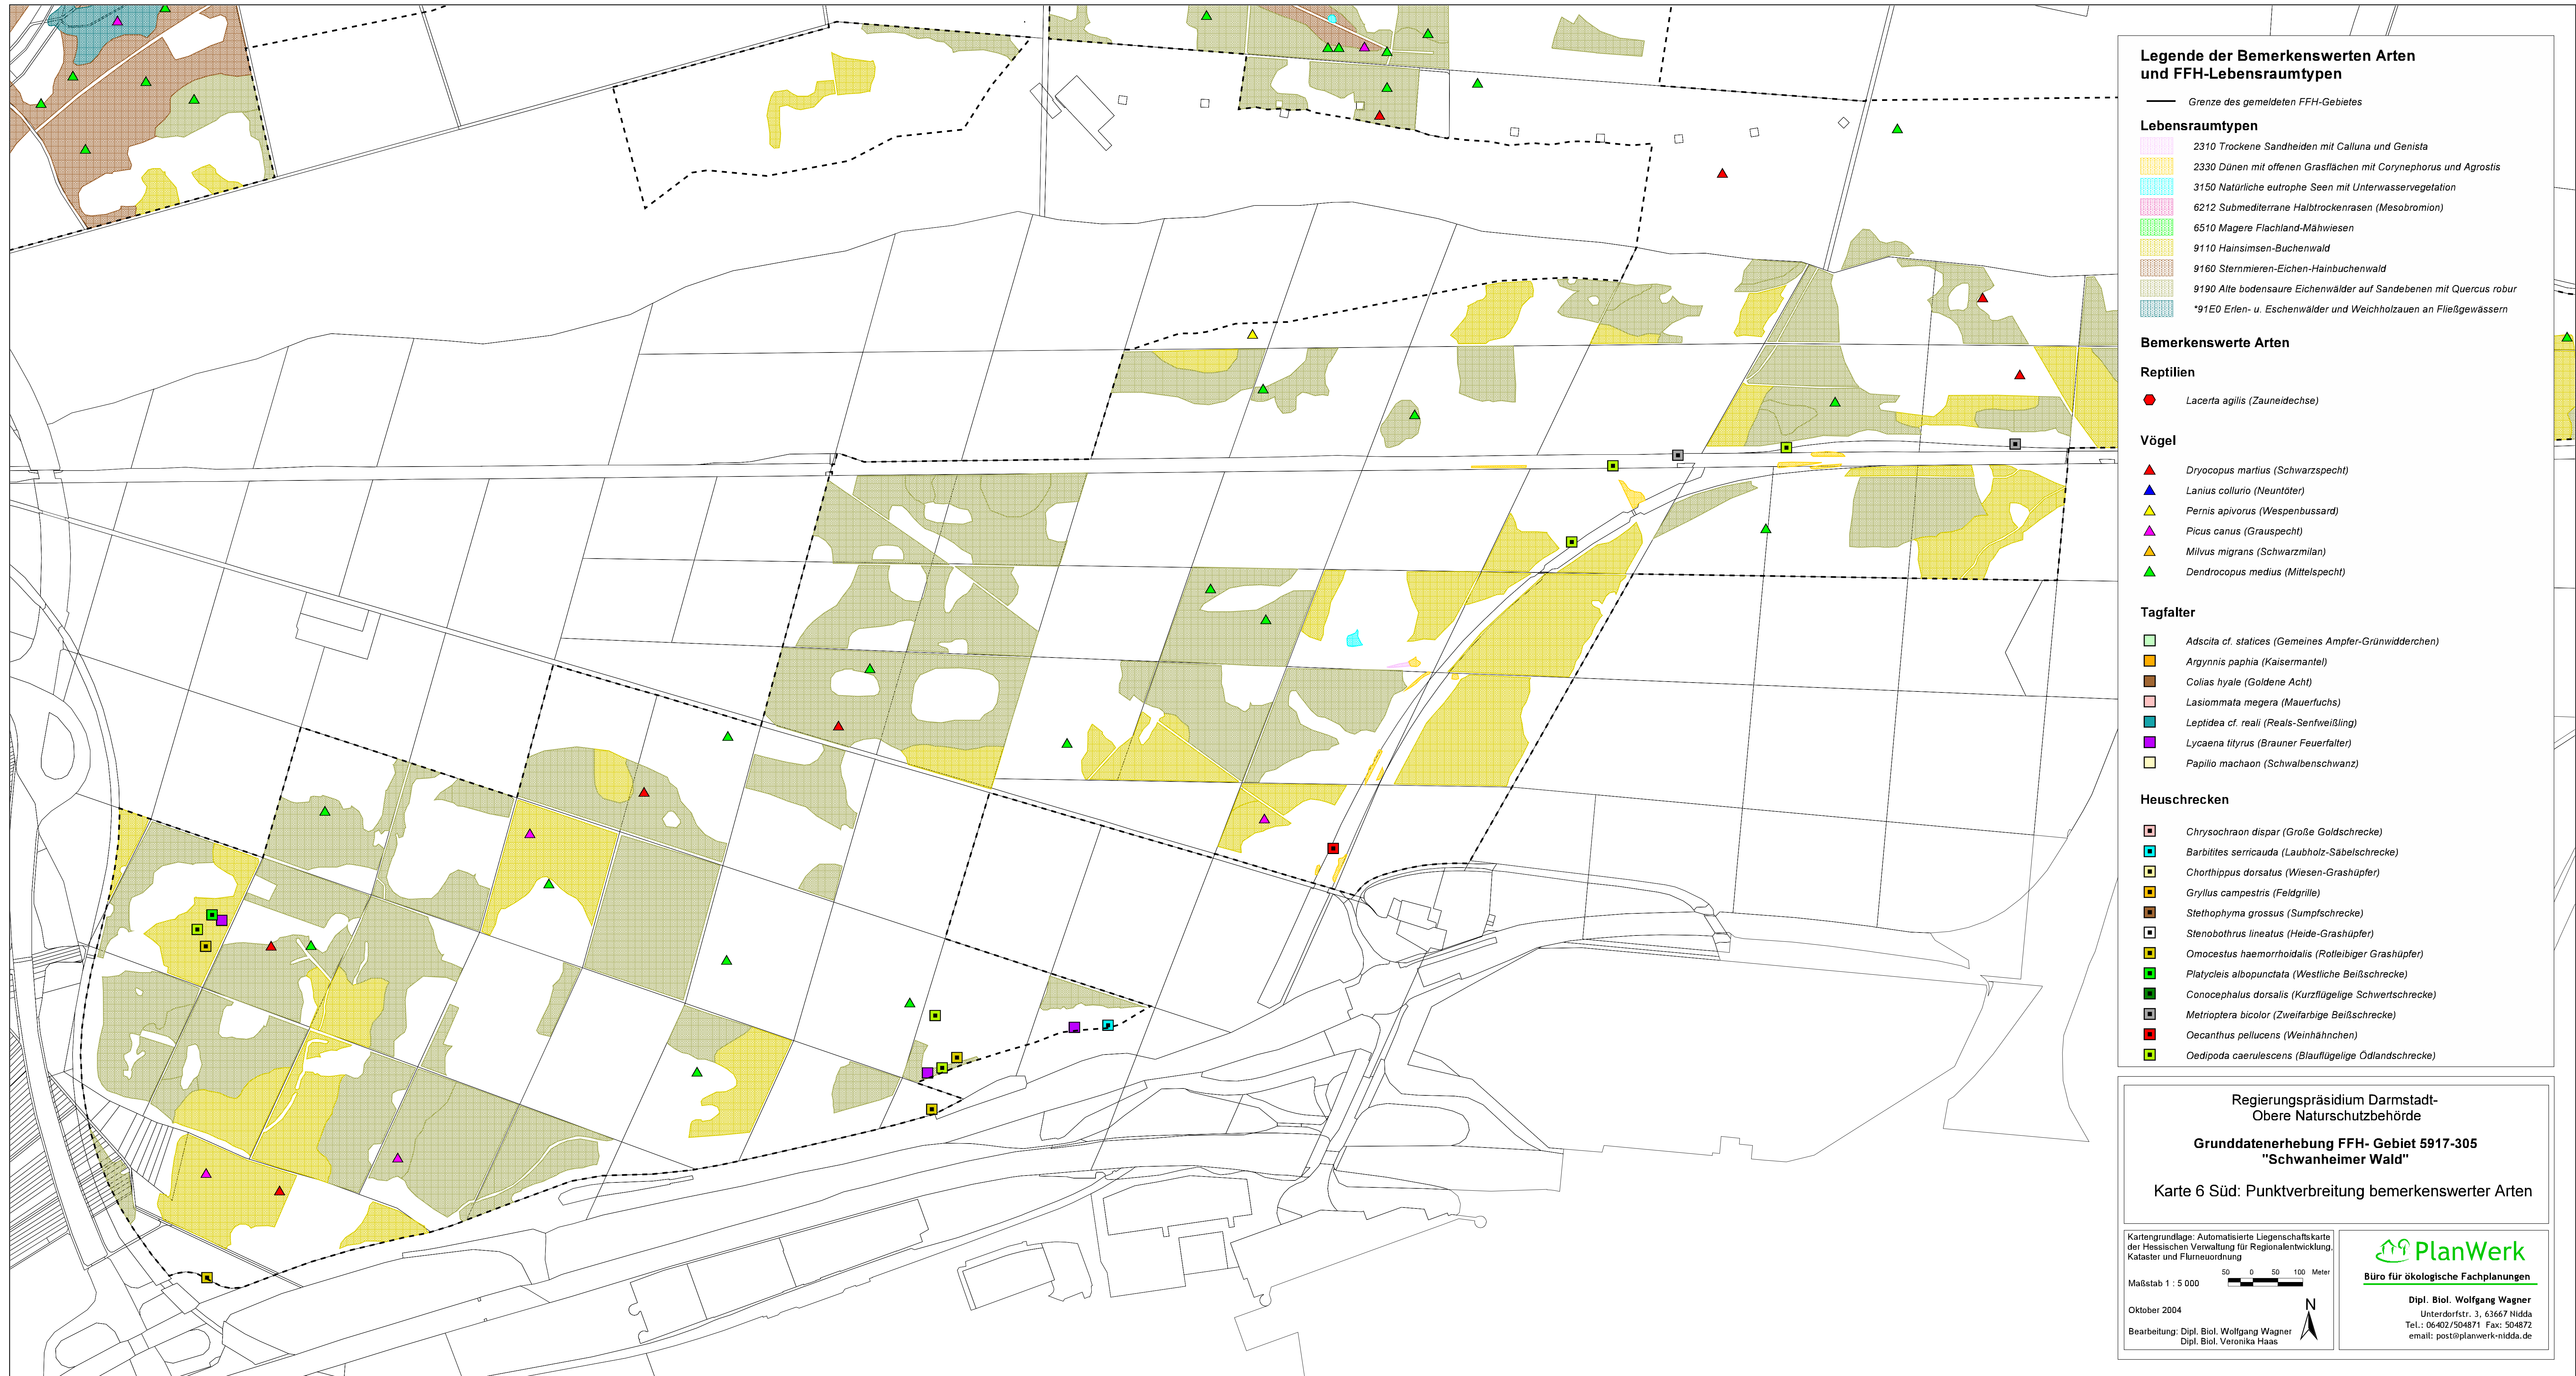 Legende der Bemerkenswerten Arten
und FFH-Lebensraumtypen
Grenze des gemeldeten FFH-Gebietes
Lebensraumtypen
2310 Trockene Sandheiden mit Calluna und Genista
2330 Dünen mit offenen Grasflächen mit Corynephorus und Agrostis
3150 Natürliche eutrophe Seen mit Unterwasservegetation
6212 Submediterrane Halbtrockenrasen (Mesobromion)
6510 Magere Flachland-Mähwiesen
9110 Hainsimsen-Buchenwald
9160 Sternmieren-Eichen-Hainbuchenwald
9190 Alte bodensaure Eichenwälder auf Sandebenen mit Quercus robur
*91E0 Erlen- u. Eschenwälder und Weichholzauen an Fließgewässern
Bemerkenswerte Arten
Reptilien
Lacerta agilis (Zauneidechse)
Vögel
Dryocopus martius (Schwarzspecht)
Lanius collurio (Neuntöter)
Pernis apivorus (Wespenbussard)
Picus canus (Grauspecht)
Milvus migrans (Schwarzmilan)
Dendrocopus medius (Mittelspecht)
Tagfalter
Adscita cf. statices (Gemeines Ampfer-Grünwidderchen)
Argynnis paphia (Kaisermantel)
Colias hyale (Goldene Acht)
Lasiommata megera (Mauerfuchs)
Leptidea cf. reali (Reals-Senfweißling)
Lycaena tityrus (Brauner Feuerfalter)
Papilio machaon (Schwalbenschwanz)
Heuschrecken
Chrysochraon dispar (Große Goldschrecke)
Barbitites serricauda (Laubholz-Säbelschrecke)
Chorthippus dorsatus (Wiesen-Grashüpfer)
Gryllus campestris (Feldgrille)
Stethophyma grossus (Sumpfschrecke)
Stenobothrus lineatus (Heide-Grashüpfer)
Omocestus haemorrhoidalis (Rotleibiger Grashüpfer)
Platycleis albopunctata (Westliche Beißschrecke)
Conocephalus dorsalis (Kurzflügelige Schwertschrecke)
Metrioptera bicolor (Zweifarbige Beißschrecke)
Oecanthus pellucens (Weinhähnchen)
Oedipoda caerulescens (Blauflügelige Ödlandschrecke)
Regierungspräsidium Darmstadt-
Obere Naturschutzbehörde
Grunddatenerhebung FFH- Gebiet 5917-305
"Schwanheimer Wald"
Karte 6 Süd: Punktverbreitung bemerkenswerter Arten
Kartengrundlage: Automatisierte Liegenschaftskarte
der Hessischen Verwaltung für Regionalentwicklung,
Kataster und Flurneuordnung
50 0 50 100 Meter
Maßstab 1 : 5 000
Oktober 2004
N
Bearbeitung: Dipl. Biol. Wolfgang Wagner
Dipl. Biol. Veronika Haas
PlanWerk
Büro für ökologische Fachplanungen
Dipl. Biol. Wolfgang Wagner
Unterdorfstr. 3, 63667 Nidda
Tel.: 06402/504871 Fax: 504872
email: post@planwerk-nidda.de